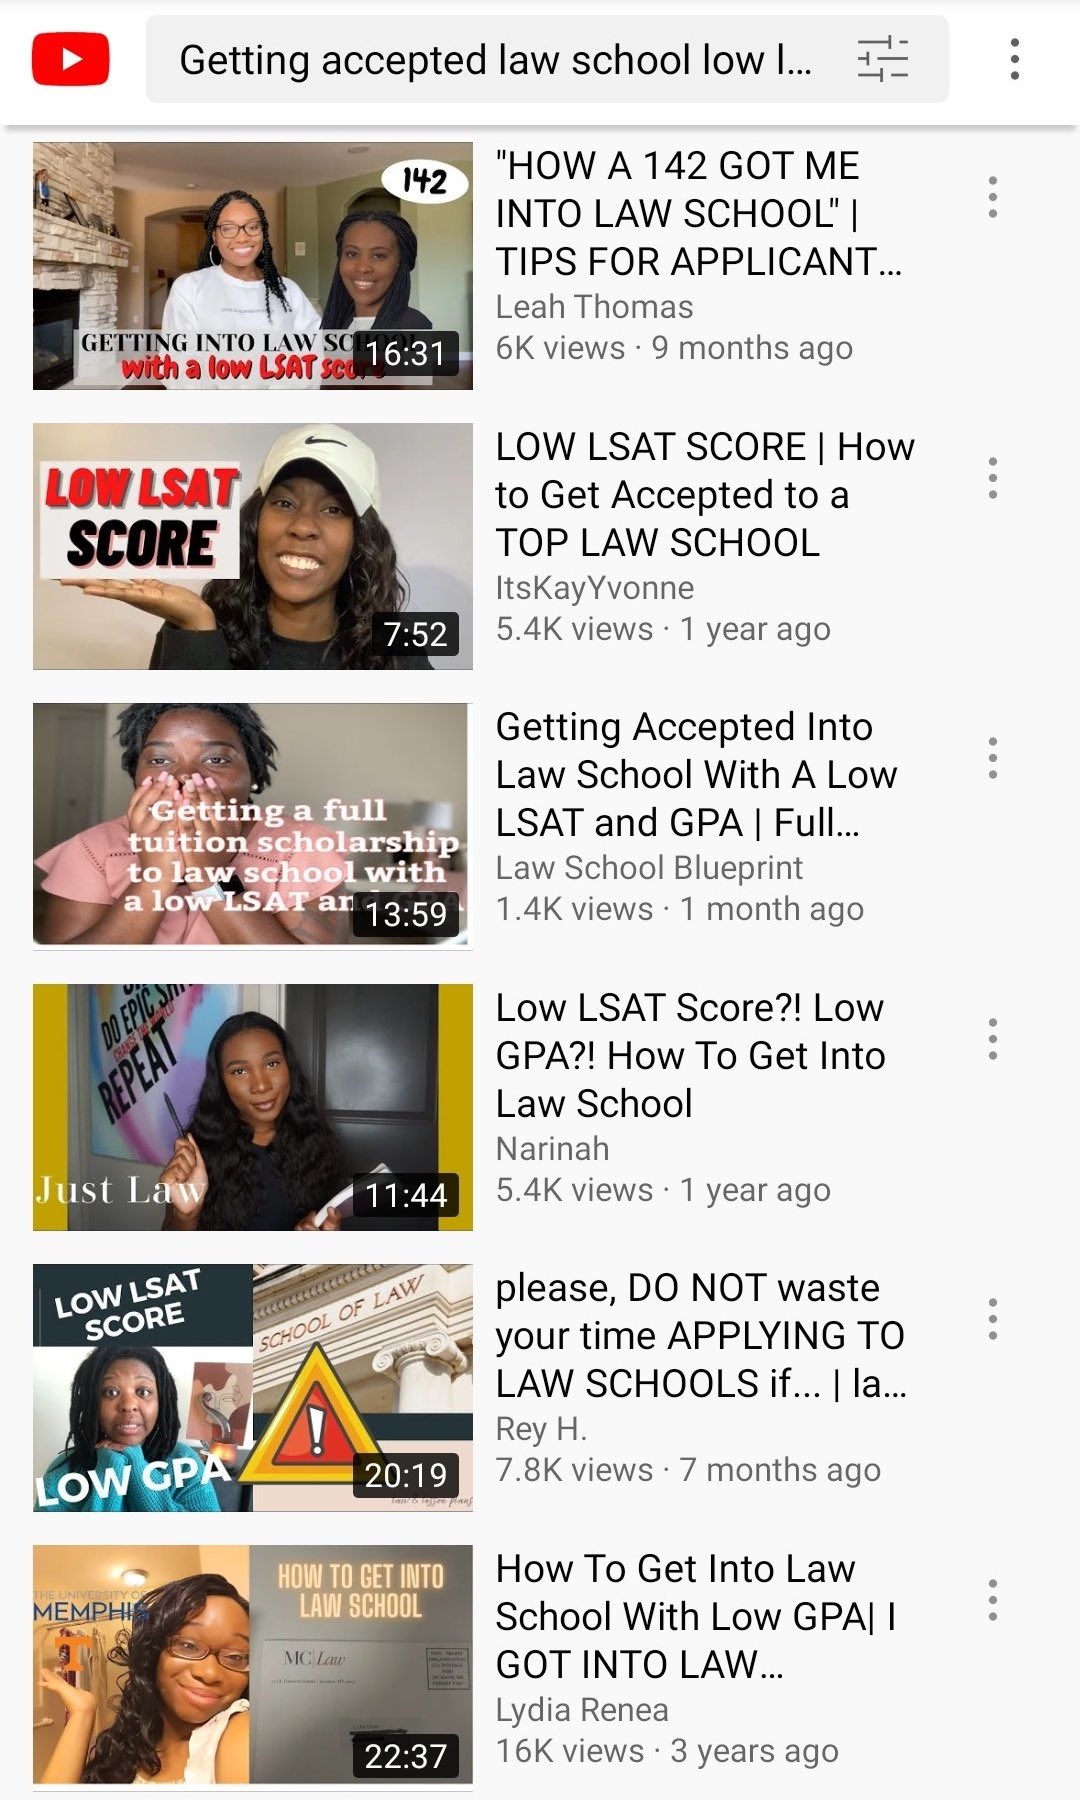 Getting accepted law school low l...
142
GETTING INTO LAW SCHOOL
with a low LSAT score
16:31
"HOW A 142 GOT ME
INTO LAW SCHOOL" |
TIPS FOR APPLICANT...
Leah Thomas
6K views · 9 months ago
LOW LSAT
SCORE
7:52
LOW LSAT SCORE | How
to Get Accepted to a
TOP LAW SCHOOL
ItsKayYvonne
5.4K views · 1 year ago
Getting a full
tuition scholarship
to law school with
a low LSAT and GPA
13:59
Getting Accepted Into
Law School With A Low
LSAT and GPA | Full...
Law School Blueprint
1.4K views · 1 month ago
DO EPIC SHIT
CHANGE THE WORLD
REPEAT
Just Law
11:44
Low LSAT Score?! Low
GPA?! How To Get Into
Law School
Narinah
5.4K views · 1 year ago
LOW LSAT
SCORE
SCHOOL OF LAW
LOW GPA
20:19
please, DO NOT waste
your time APPLYING TO
LAW SCHOOLS if... | la...
Rey H.
7.8K views · 7 months ago
THE UNIVERSITY OF
MEMPHIS
HOW TO GET INTO
LAW SCHOOL
MC|Law
22:37
How To Get Into Law
School With Low GPA| I
GOT INTO LAW...
Lydia Renea
16K views · 3 years ago